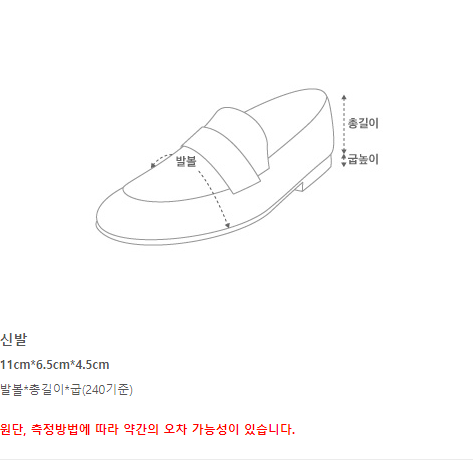 총길이
발볼
굽높이
신발
11cm*6.5cm*4.5cm
발볼*총길이*굽(240기준)
원단, 측정방법에 따라 약간의 오차 가능성이 있습니다.